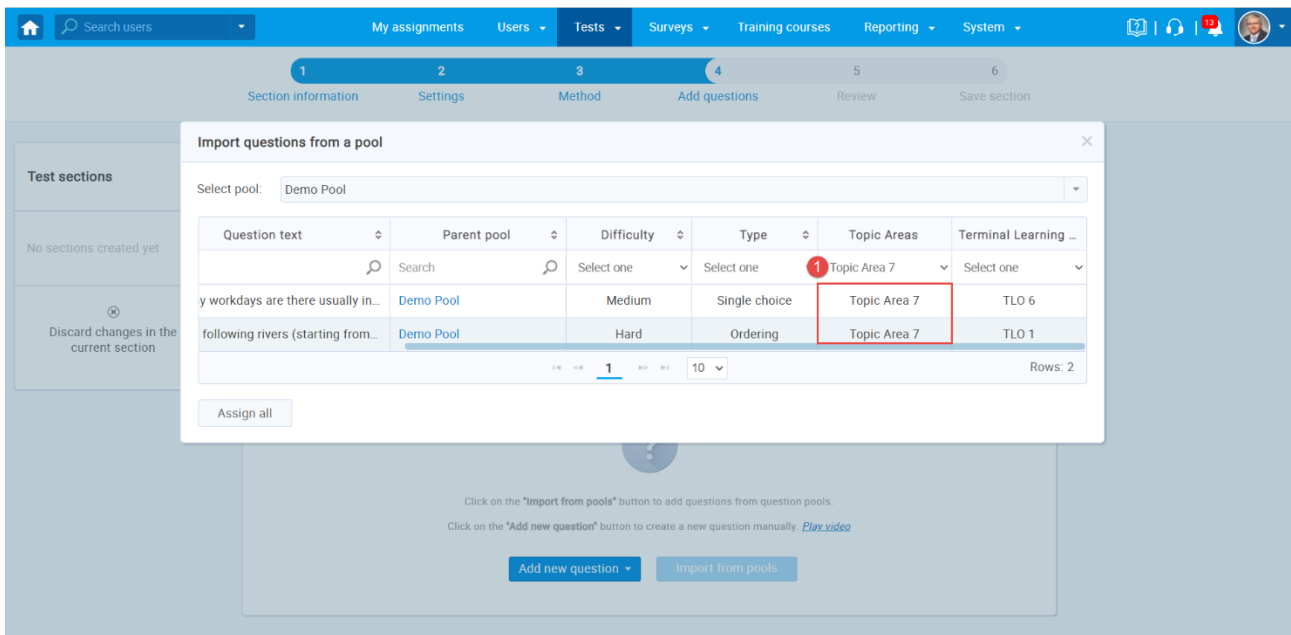 Search users My assignments Users Tests Surveys Training courses Reporting System 13
1 2 3 4 5 6
Section information Settings Method Add questions Review Save section
Import questions from a pool
Test sections
Select pool: Demo Pool
Question text Parent pool Difficulty Type Topic Areas Terminal Learning ...
No sections created yet
Search Select one Select one 1 Topic Area 7 Select one
y workdays are there usually in... Demo Pool Medium Single choice Topic Area 7 TLO 6
Discard changes in the current section
following rivers (starting from... Demo Pool Hard Ordering Topic Area 7 TLO 1
1 10 Rows: 2
Assign all
?
Click on the "Import from pools" button to add questions from question pools.
Click on the "Add new question" button to create a new question manually. Play video
Add new question Import from pools